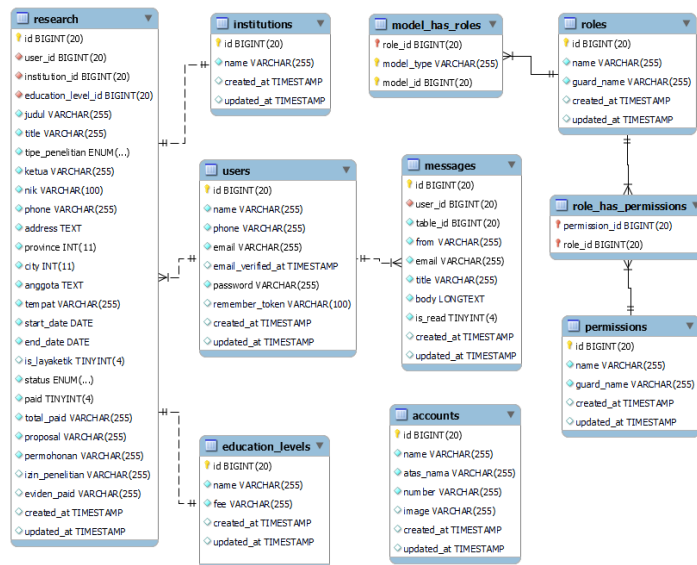 research
id BIGINT(20)
user_id BIGINT(20)
institution_id BIGINT(20)
education_level_id BIGINT(20)
judul VARCHAR(255)
title VARCHAR(255)
tipe_penelitian ENUM(...)
ketua VARCHAR(255)
nik VARCHAR(100)
phone VARCHAR(255)
address TEXT
province INT(11)
city INT(11)
anggota TEXT
tempat VARCHAR(255)
start_date DATE
end_date DATE
is_layaketik TINYINT(4)
status ENUM(...)
paid TINYINT(4)
total_paid VARCHAR(255)
proposal VARCHAR(255)
permohonan VARCHAR(255)
izin_penelitian VARCHAR(255)
eviden_paid VARCHAR(255)
created_at TIMESTAMP
updated_at TIMESTAMP
institutions
id BIGINT(20)
name VARCHAR(255)
created_at TIMESTAMP
updated_at TIMESTAMP
users
id BIGINT(20)
name VARCHAR(255)
phone VARCHAR(255)
email VARCHAR(255)
email_verified_at TIMESTAMP
password VARCHAR(255)
remember_token VARCHAR(100)
created_at TIMESTAMP
updated_at TIMESTAMP
education_levels
id BIGINT(20)
name VARCHAR(255)
fee VARCHAR(255)
created_at TIMESTAMP
updated_at TIMESTAMP
model_has_roles
role_id BIGINT(20)
model_type VARCHAR(255)
model_id BIGINT(20)
messages
id BIGINT(20)
user_id BIGINT(20)
table_id BIGINT(20)
from VARCHAR(255)
email VARCHAR(255)
title VARCHAR(255)
body LONGTEXT
is_read TINYINT(4)
created_at TIMESTAMP
updated_at TIMESTAMP
accounts
id BIGINT(20)
name VARCHAR(255)
atas_nama VARCHAR(255)
number VARCHAR(255)
image VARCHAR(255)
created_at TIMESTAMP
updated_at TIMESTAMP
roles
id BIGINT(20)
name VARCHAR(255)
guard_name VARCHAR(255)
created_at TIMESTAMP
updated_at TIMESTAMP
role_has_permissions
permission_id BIGINT(20)
role_id BIGINT(20)
permissions
id BIGINT(20)
name VARCHAR(255)
guard_name VARCHAR(255)
created_at TIMESTAMP
updated_at TIMESTAMP